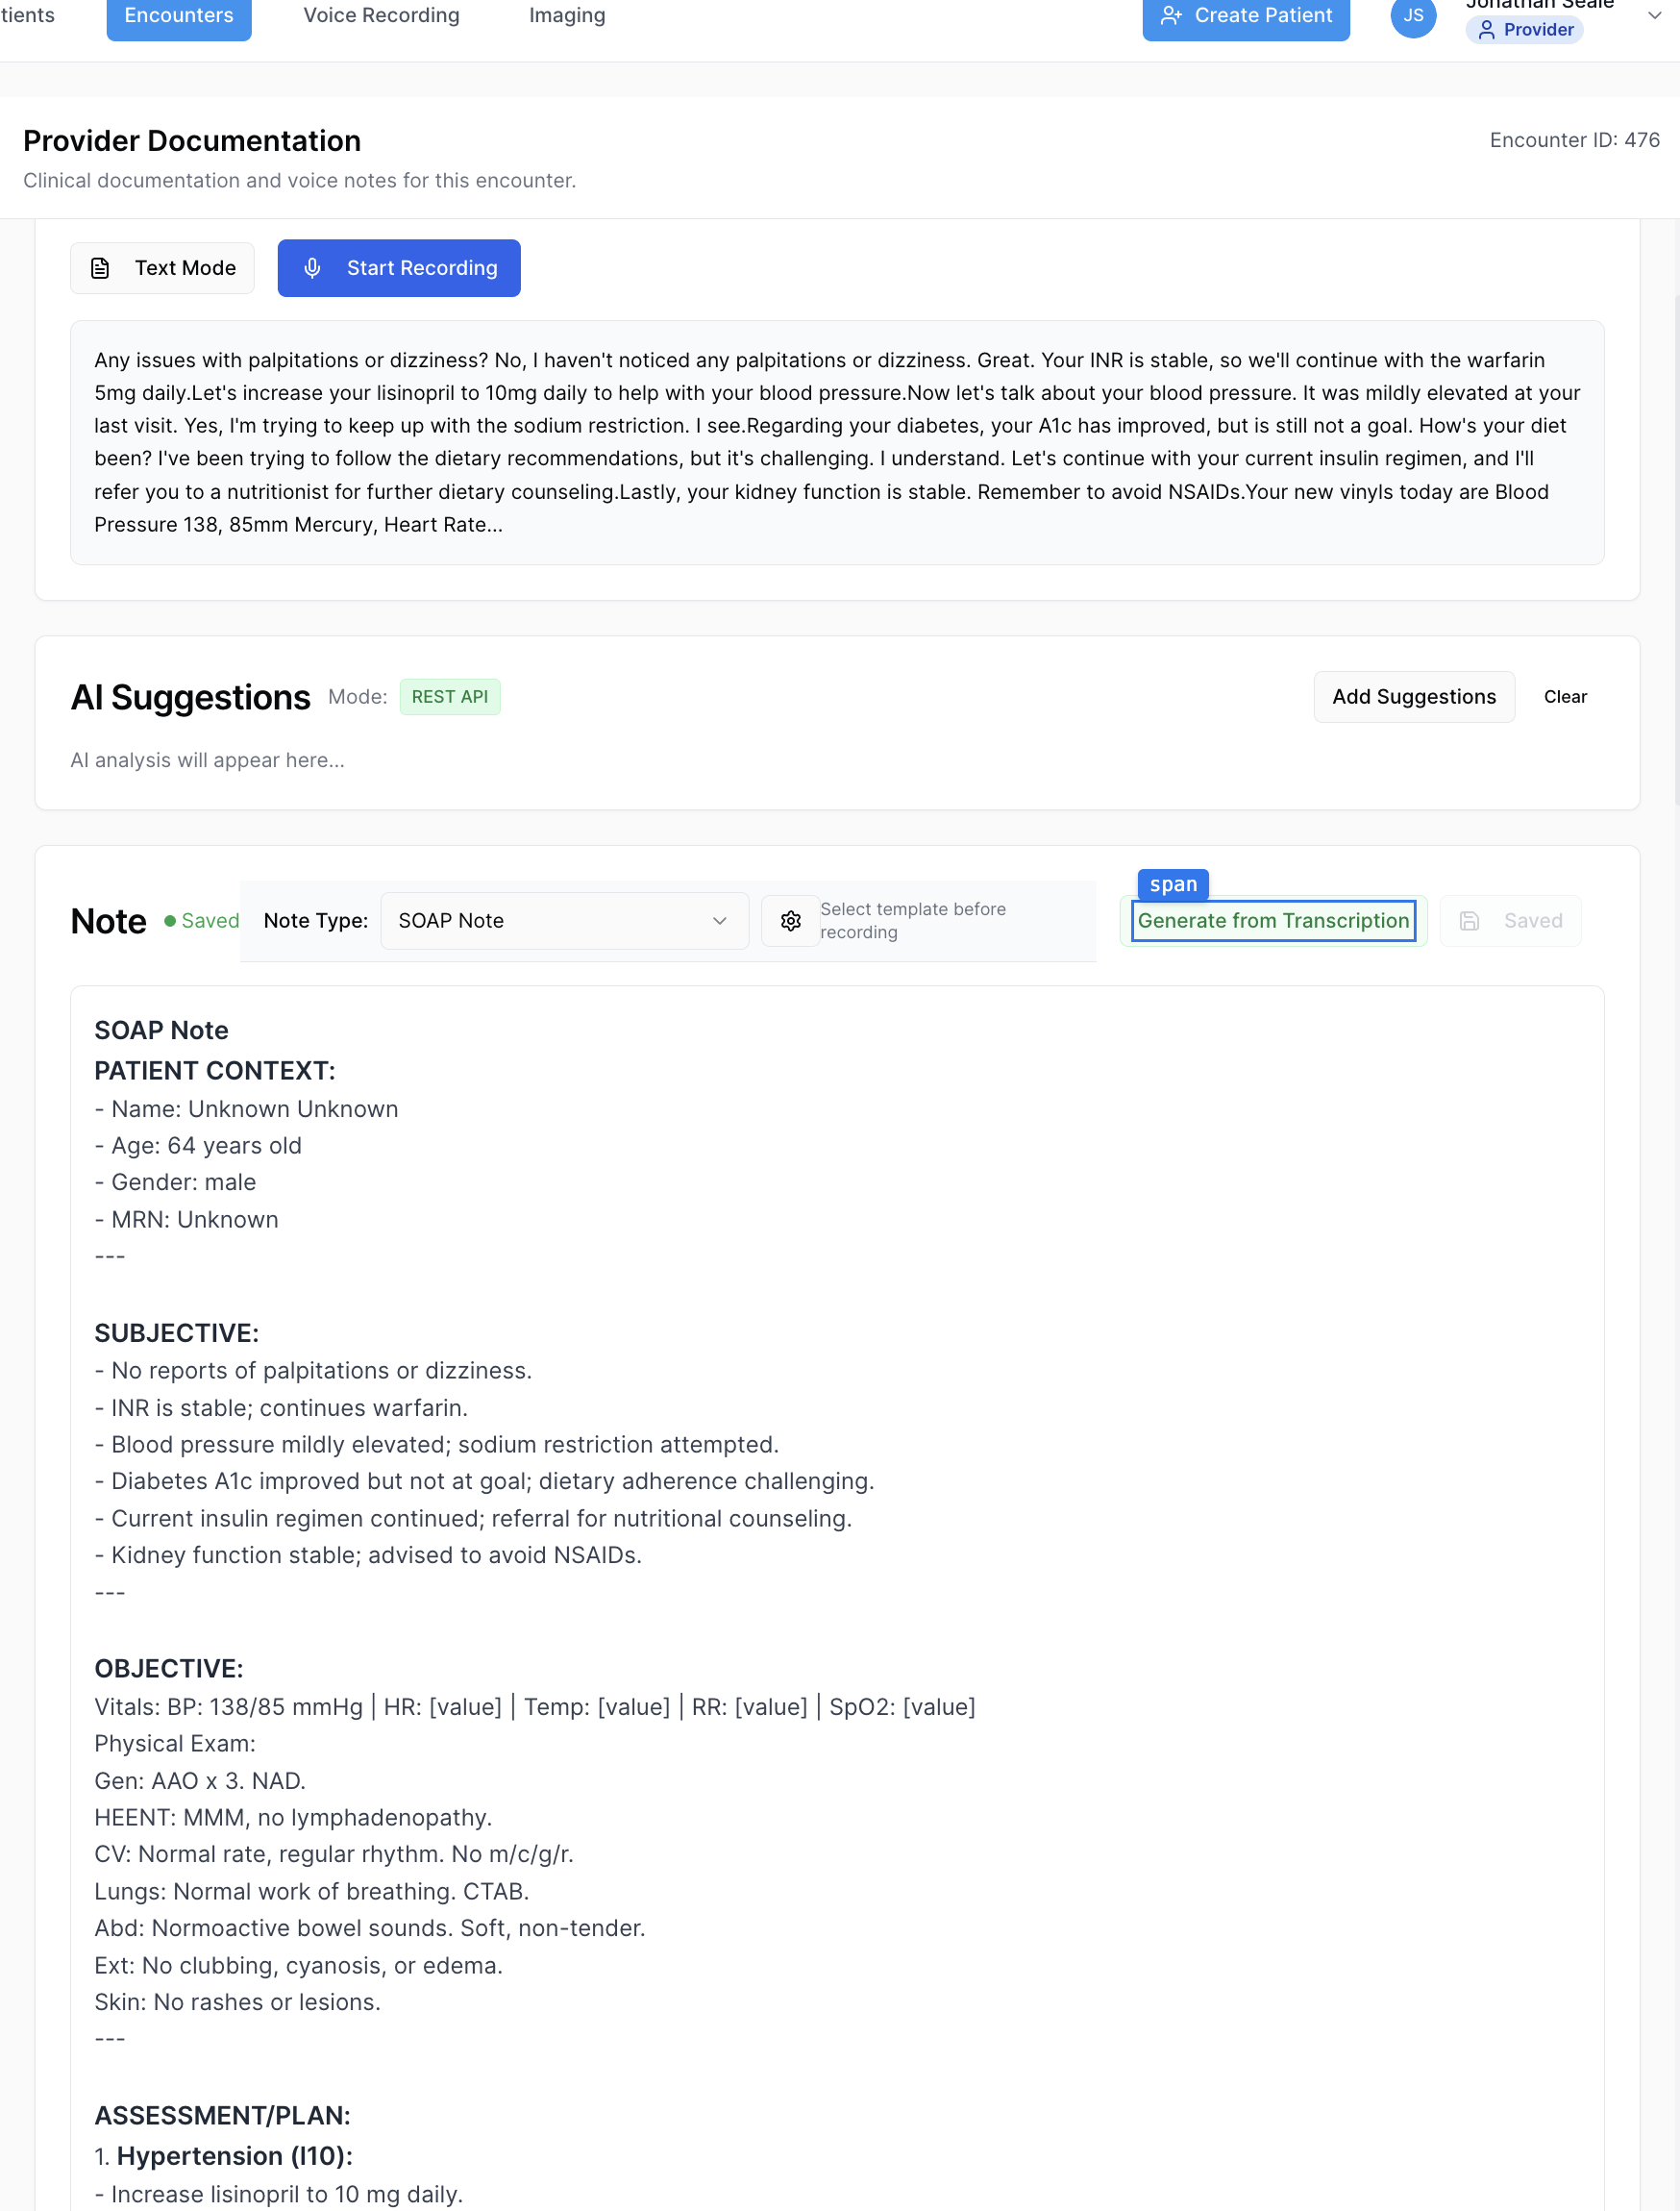 tients Encounters Voice Recording Imaging Create Patient JS Jonathan Seale
Provider
Provider Documentation
Encounter ID: 476
Clinical documentation and voice notes for this encounter.
Text Mode Start Recording
Any issues with palpitations or dizziness? No, I haven't noticed any palpitations or dizziness. Great. Your INR is stable, so we'll continue with the warfarin
5mg daily.Let's increase your lisinopril to 10mg daily to help with your blood pressure.Now let's talk about your blood pressure. It was mildly elevated at your
last visit. Yes, I'm trying to keep up with the sodium restriction. I see.Regarding your diabetes, your A1c has improved, but is still not a goal. How's your diet
been? I've been trying to follow the dietary recommendations, but it's challenging. I understand. Let's continue with your current insulin regimen, and I'll
refer you to a nutritionist for further dietary counseling.Lastly, your kidney function is stable. Remember to avoid NSAIDs.Your new vinyls today are Blood
Pressure 138, 85mm Mercury, Heart Rate...
AI Suggestions Mode: REST API Add Suggestions Clear
AI analysis will appear here...
span
Note Saved Note Type: SOAP Note Select template before
recording
Generate from Transcription Saved
SOAP Note
PATIENT CONTEXT:
- Name: Unknown Unknown
- Age: 64 years old
- Gender: male
- MRN: Unknown
---
SUBJECTIVE:
- No reports of palpitations or dizziness.
- INR is stable; continues warfarin.
- Blood pressure mildly elevated; sodium restriction attempted.
- Diabetes A1c improved but not at goal; dietary adherence challenging.
- Current insulin regimen continued; referral for nutritional counseling.
- Kidney function stable; advised to avoid NSAIDs.
---
OBJECTIVE:
Vitals: BP: 138/85 mmHg | HR: [value] | Temp: [value] | RR: [value] | SpO2: [value]
Physical Exam:
Gen: AAO x 3. NAD.
HEENT: MMM, no lymphadenopathy.
CV: Normal rate, regular rhythm. No m/c/g/r.
Lungs: Normal work of breathing. CTAB.
Abd: Normoactive bowel sounds. Soft, non-tender.
Ext: No clubbing, cyanosis, or edema.
Skin: No rashes or lesions.
---
ASSESSMENT/PLAN:
1. Hypertension (I10):
- Increase lisinopril to 10 mg daily.